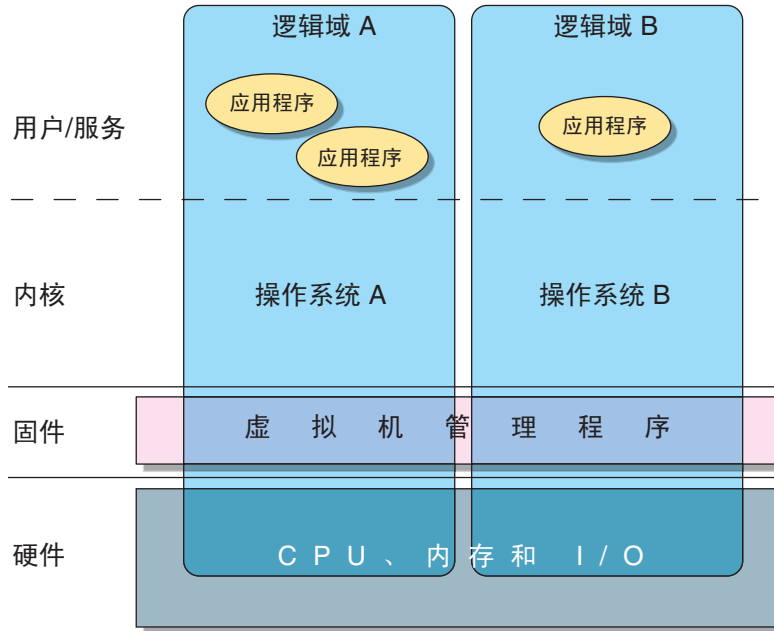 逻辑域 A
逻辑域 B
应用程序
应用程序
用户/服务
应用程序
内核
操作系统 A
操作系统 B
固件
虚拟机管理程序
硬件
CPU、内存和 I/O